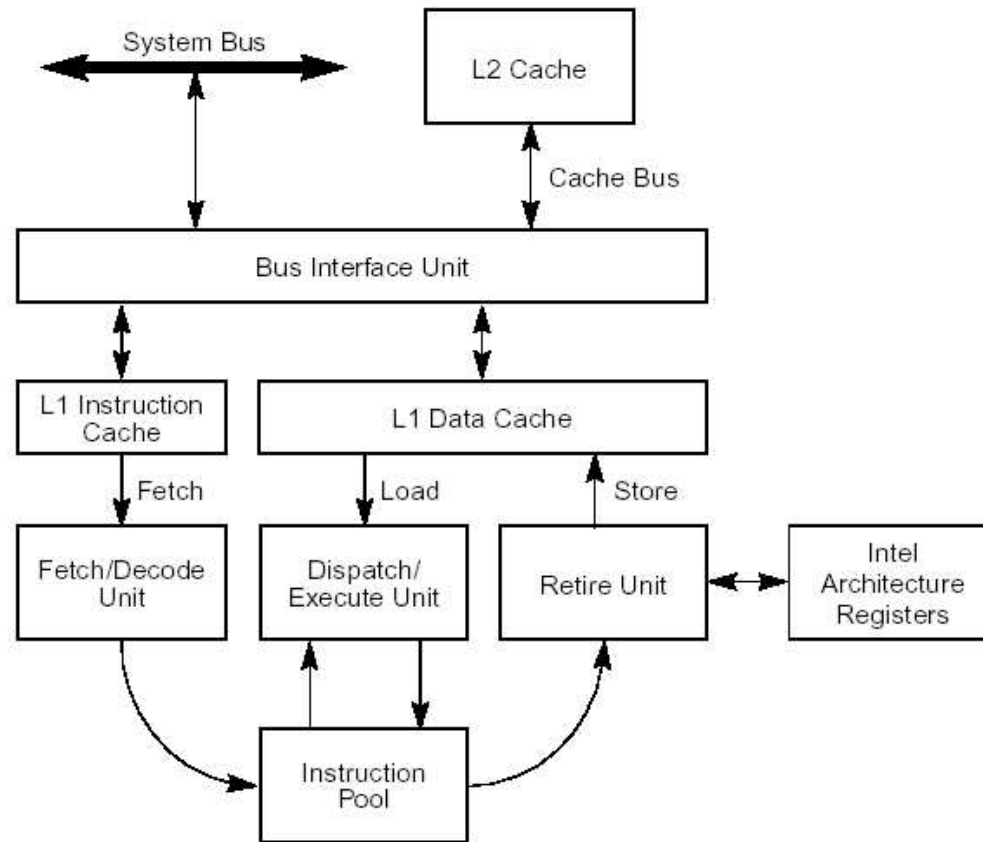 System Bus
L2 Cache
Cache Bus
Bus Interface Unit
L1 Instruction
Cache
L1 Data Cache
Fetch
Load
Store
Fetch/Decode
Unit
Dispatch/
Execute Unit
Retire Unit
Intel
Architecture
Registers
Instruction
Pool